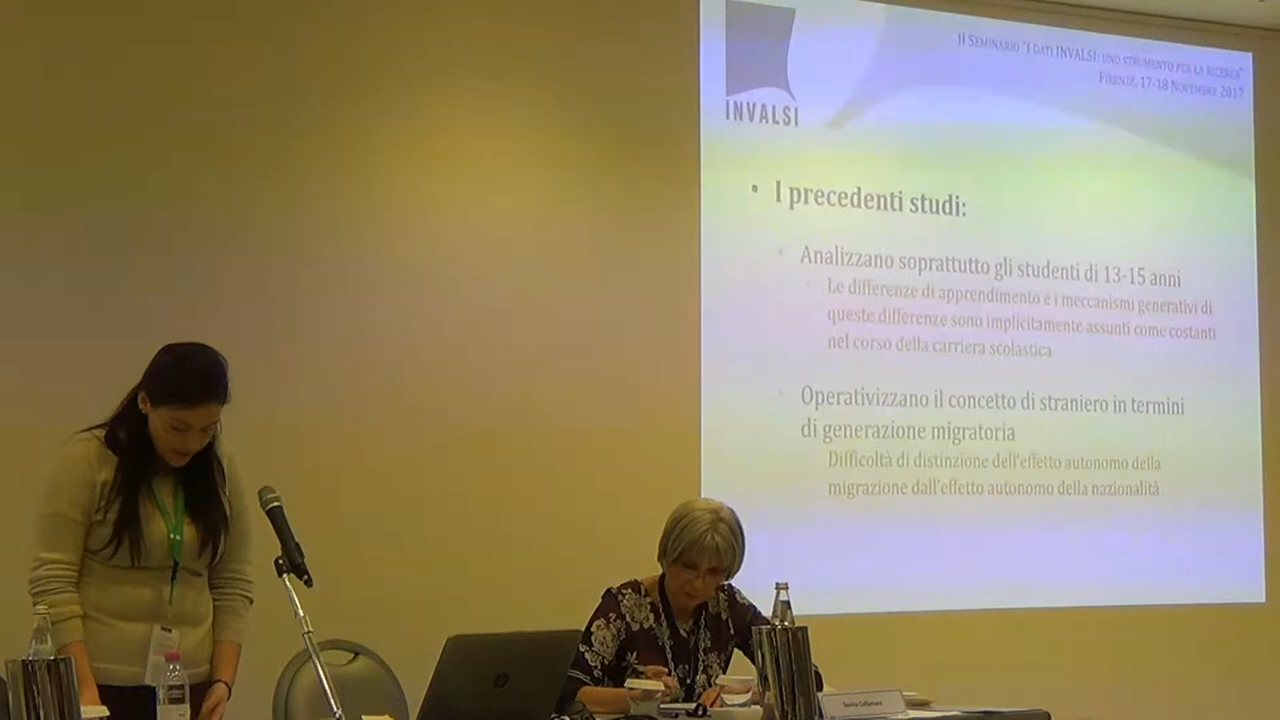 INVALSI
II SEMINARIO "I DATI INVALSI: UNO STRUMENTO PER LA RICERCA"
FIRENZE, 17-18 NOVEMBRE 2017
• I precedenti studi:
Analizzano soprattutto gli studenti di 13-15 anni
Le differenze di apprendimento e i meccanismi generativi di
queste differenze sono implicitamente assunti come costanti
nel corso della carriera scolastica
Operativizzano il concetto di straniero in termini
di generazione migratoria
Difficoltà di distinzione dell'effetto autonomo della
migrazione dall'effetto autonomo della nazionalità